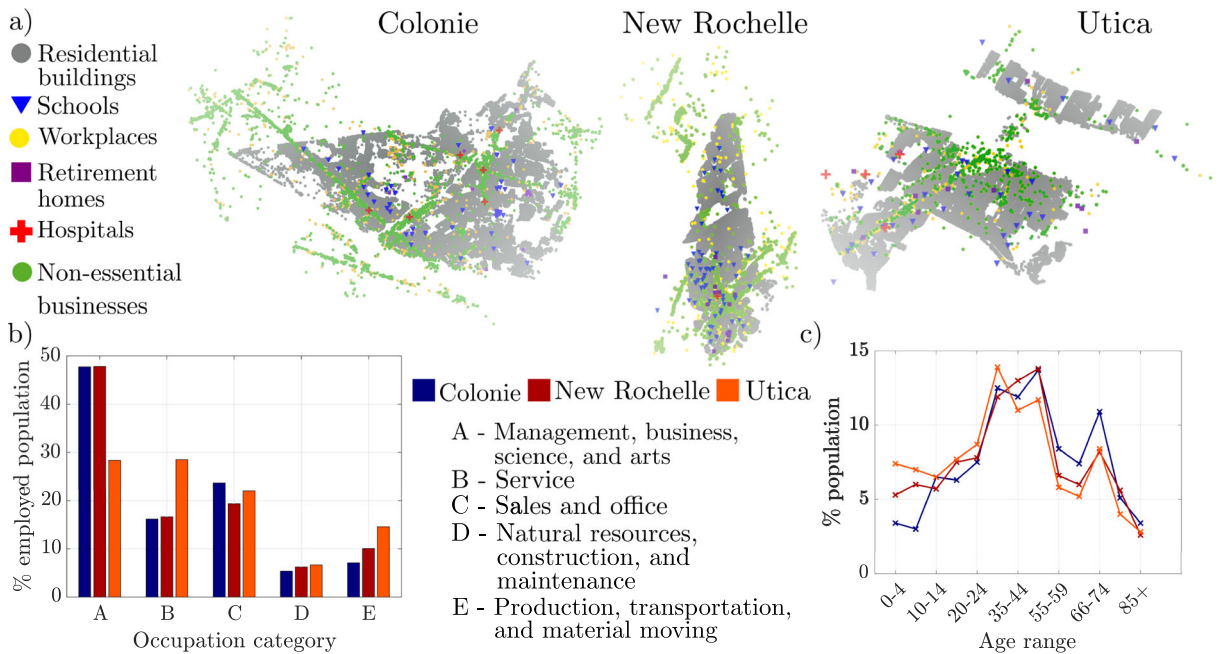 a)
Colonie
New Rochelle
Utica
Residential
buildings
Schools
Workplaces
Retirement
homes
Hospitals
Non-essential
businesses
b)
50
40
30
20
10
0
% employed population
A
B
C
D
E
Occupation category
Colonie
New Rochelle
Utica
A - Management, business,
science, and arts
B - Service
C - Sales and office
D - Natural resources,
construction, and
maintenance
E - Production, transportation,
and material moving
c)
15
10
5
0
% population
0-4
10-14
20-24
35-44
55-59
66-74
85+
Age range